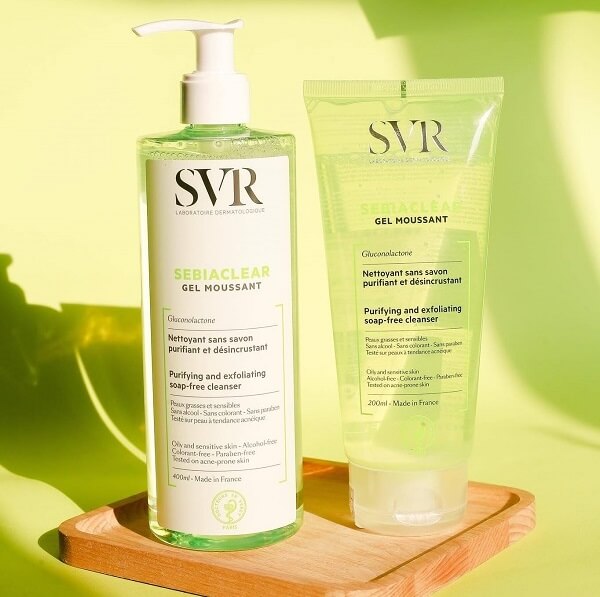 SVR
LABORATOIRE DERMATOLOGIQUE
SEBIACLEAR
GEL MOUSSANT
Gluconolactone
Nettoyant sans savon
purifiant et désincrustant
Purifying and exfoliating
soap-free cleanser
Peaux grasses et sensibles
Sans alcool - Sans colorant - Sans paraben
Testé sur peau à tendance acnéique
Oily and sensitive skin - Alcohol-free
Colorant-free - Paraben-free
Tested on acne-prone skin
400ml - Made in France
PARIS
SVR
LABORATOIRE DERMATOLOGIQUE
SEBIACLEAR
GEL MOUSSANT
Gluconolactone
Nettoyant sans savon
purifiant et désincrustant
Purifying and exfoliating
soap-free cleanser
Peaux grasses et sensibles
Sans alcool - Sans colorant - Sans paraben
Testé sur peau à tendance acnéique
Oily and sensitive skin
Alcohol-free - Colorant-free - Paraben-free
Tested on acne-prone skin
200ml - Made in France